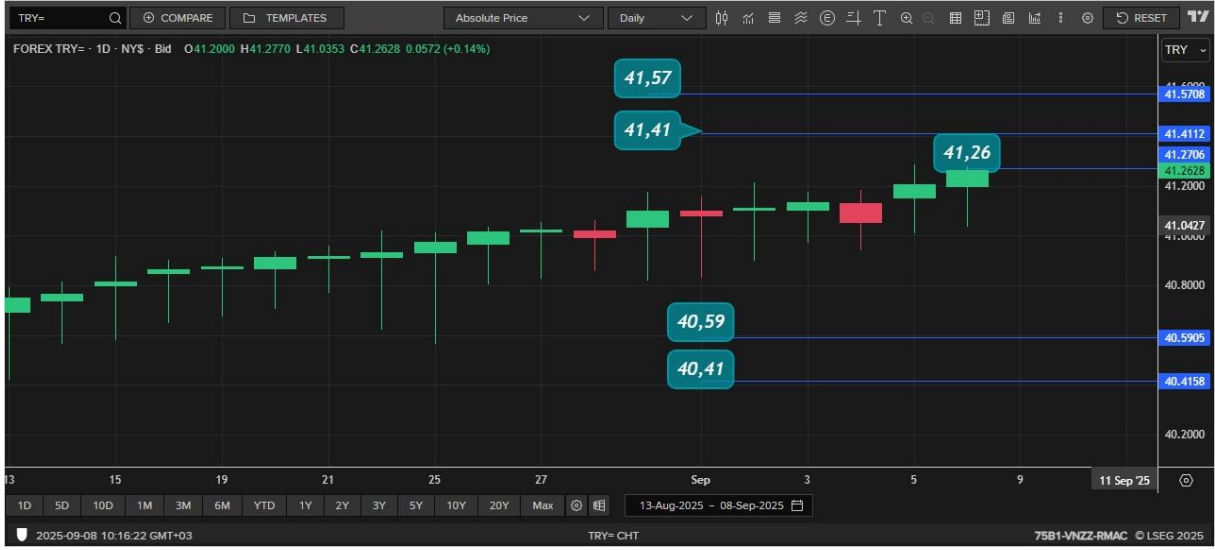 TRY=
COMPARE
TEMPLATES
Absolute Price
Daily
RESET
FOREX TRY= · 1D · NY$ · Bid O41.2000 H41.2770 L41.0353 C41.2628 0.0572 (+0.14%)
TRY
41,57
41.5708
41,41
41.4112
41,26
41.2706
41.2628
41.2000
41.0427
41.0000
40.8000
40,59
40.5905
40,41
40.4158
40.2000
13 15 19 21 25 27 Sep 3 5 9 11 Sep '25
1D 5D 10D 1M 3M 6M YTD 1Y 2Y 3Y 5Y 10Y 20Y Max 13-Aug-2025 - 08-Sep-2025
2025-09-08 10:16:22 GMT+03 TRY= CHT 75B1-VNZZ-RMAC © LSEG 2025